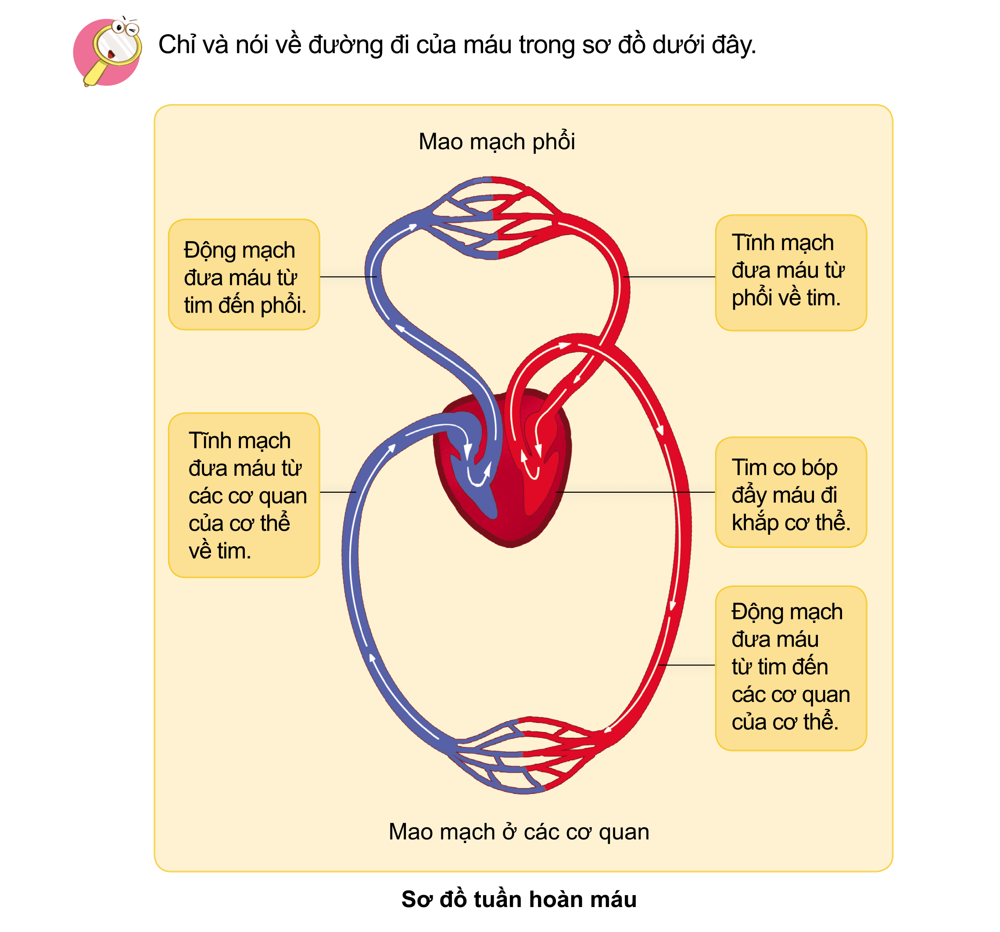 Chỉ và nói về đường đi của máu trong sơ đồ dưới đây.
Mao mạch phổi
Động mạch
đưa máu từ
tim đến phổi.
Tĩnh mạch
đưa máu từ
phổi về tim.
Tĩnh mạch
đưa máu từ
các cơ quan
của cơ thể
về tim.
Tim co bóp
đẩy máu đi
khắp cơ thể.
Động mạch
đưa máu
từ tim đến
các cơ quan
của cơ thể.
Mao mạch ở các cơ quan
Sơ đồ tuần hoàn máu